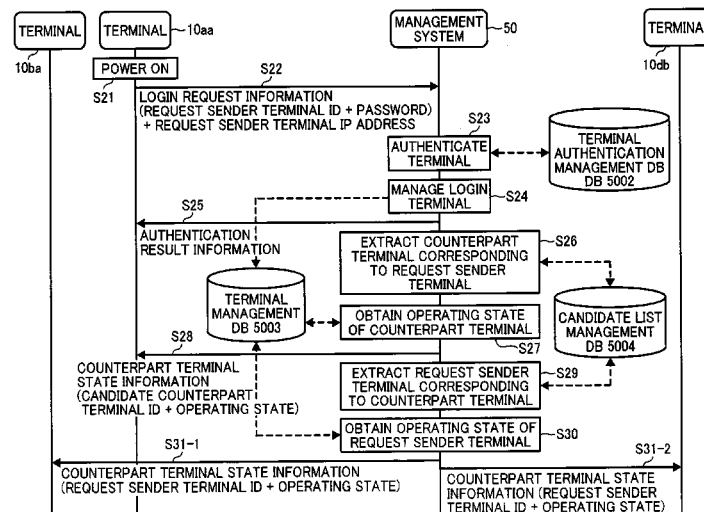 TERMINAL
TERMINAL
10aa
MANAGEMENT
SYSTEM
50
TERMINAL
10ba
10db
POWER ON
S21
S22
LOGIN REQUEST INFORMATION
(REQUEST SENDER TERMINAL ID + PASSWORD)
+ REQUEST SENDER TERMINAL IP ADDRESS
S23
AUTHENTICATE
TERMINAL
TERMINAL
AUTHENTICATION
MANAGEMENT DB
DB 5002
MANAGE LOGIN
TERMINAL
S24
S25
AUTHENTICATION
RESULT INFORMATION
EXTRACT COUNTERPART
TERMINAL CORRESPONDING
TO REQUEST SENDER
TERMINAL
S26
TERMINAL
MANAGEMENT
DB 5003
OBTAIN OPERATING STATE
OF COUNTERPART TERMINAL
S27
CANDIDATE LIST
MANAGEMENT
DB 5004
S28
COUNTERPART TERMINAL
STATE INFORMATION
(CANDIDATE COUNTERPART
TERMINAL ID + OPERATING STATE)
EXTRACT REQUEST SENDER
TERMINAL CORRESPONDING
TO COUNTERPART TERMINAL
S29
OBTAIN OPERATING STATE OF
REQUEST SENDER TERMINAL
S30
S31-1
COUNTERPART TERMINAL STATE INFORMATION
(REQUEST SENDER TERMINAL ID + OPERATING STATE)
S31-2
COUNTERPART TERMINAL STATE
INFORMATION (REQUEST SENDER
TERMINAL ID + OPERATING STATE)